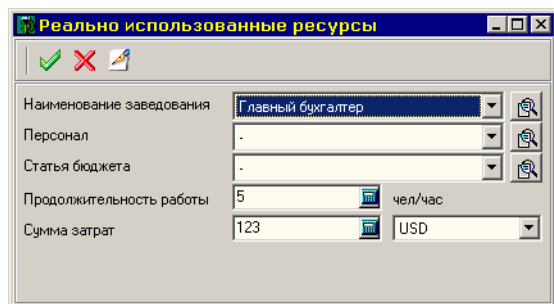 Реально использованные ресурсы
Наименование заведования Главный бухгалтер
Персонал -
Статья бюджета -
Продолжительность работы 5 чел/час
Сумма затрат 123 USD